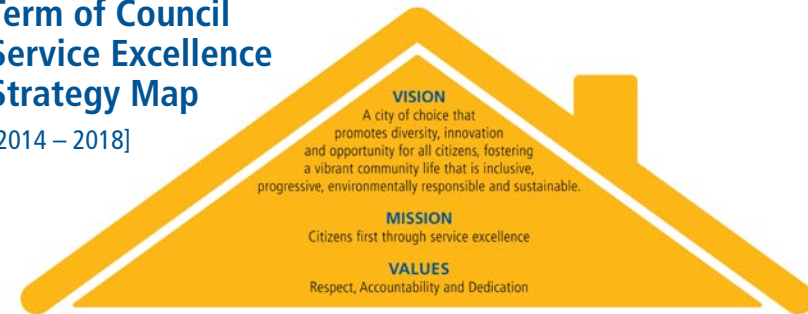 Term of Council
Service Excellence
Strategy Map
[2014 – 2018]
VISION
A city of choice that
promotes diversity, innovation
and opportunity for all citizens, fostering
a vibrant community life that is inclusive,
progressive, environmentally responsible and sustainable.
MISSION
Citizens first through service excellence
VALUES
Respect, Accountability and Dedication